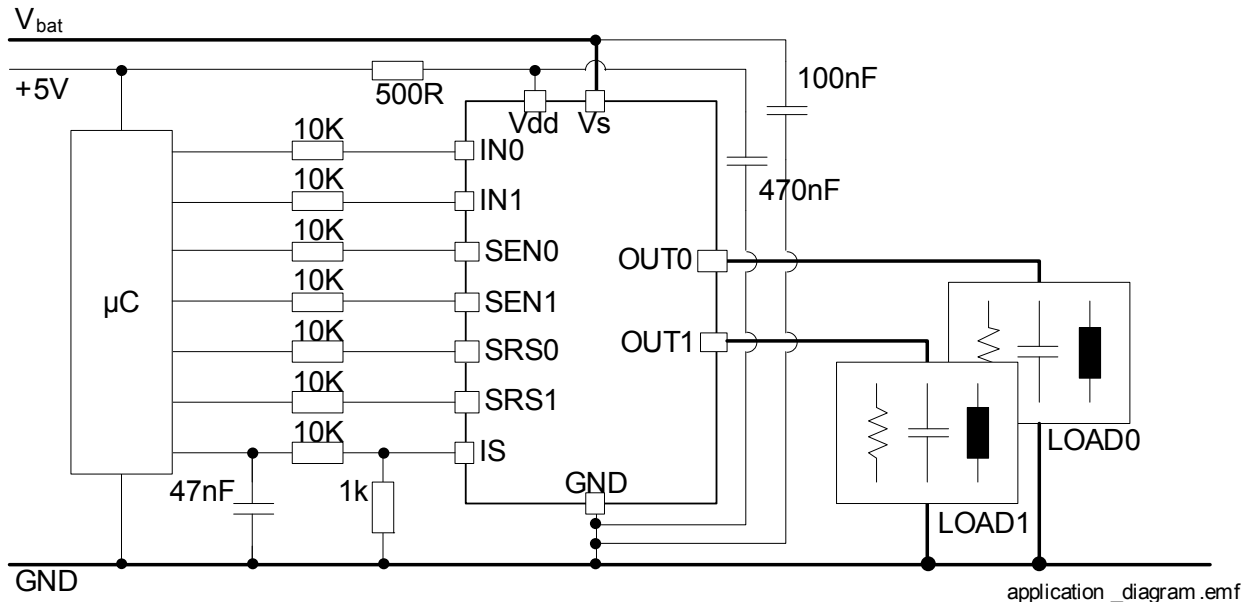 Vbat
+5V
500R
100nF
Vdd
Vs
10K
IN0
10K
IN1
470nF
10K
SEN0
OUT0
10K
SEN1
µC
10K
SRS0
OUT1
10K
SRS1
10K
IS
LOAD0
47nF
1k
GND
LOAD1
GND
application _diagram.emf